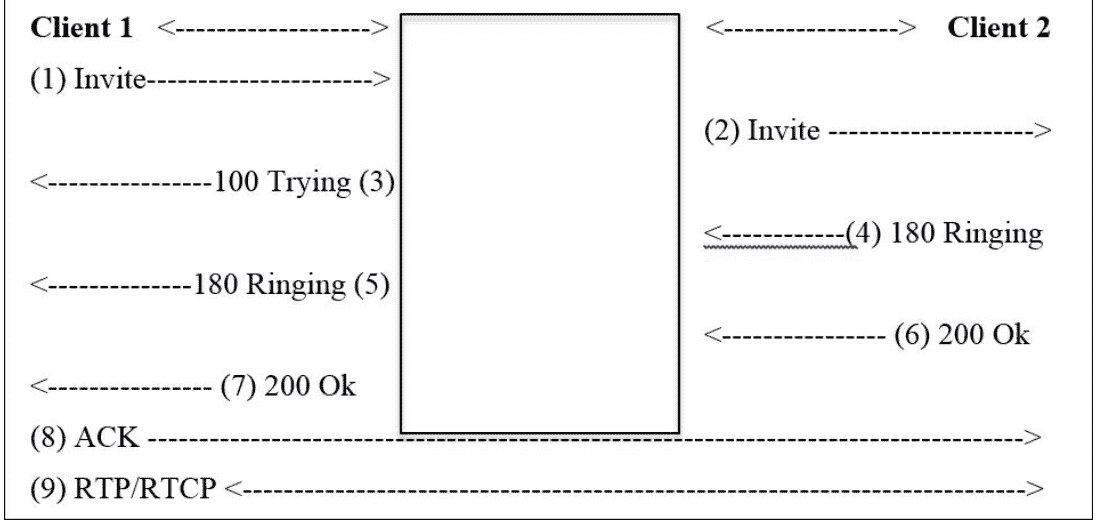 Client 1 <-------------------> <-----------------> Client 2
(1) Invite---------------------->
(2) Invite -------------------->
<----------------100 Trying (3)
<------------(4) 180 Ringing
<--------------180 Ringing (5)
<---------------- (6) 200 Ok
<---------------- (7) 200 Ok
(8) ACK ------------------------------------------------------------------------------------->
(9) RTP/RTCP <---------------------------------------------------------------------------->